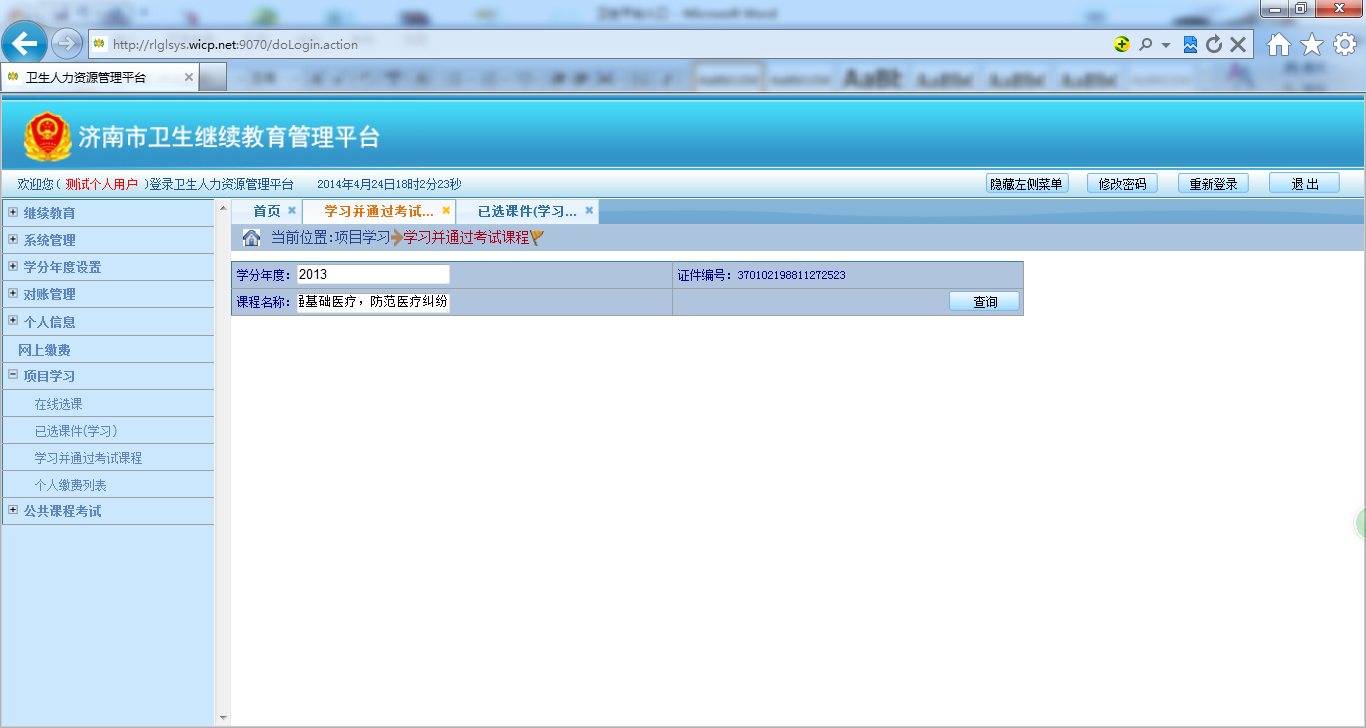 http://rlglsys.wicp.net:9070/doLogin.action
卫生人力资源管理平台
济南市卫生继续教育管理平台
欢迎您( 测试个人用户 )登录卫生人力资源管理平台 2014年4月24日18时2分23秒
隐藏左侧菜单 修改密码 重新登录 退 出
继续教育
系统管理
学分年度设置
对账管理
个人信息
网上缴费
项目学习
在线选课
已选课件(学习)
学习并通过考试课程
个人缴费列表
公共课程考试
首页 学习并通过考试... 已选课件(学习...
当前位置:项目学习 学习并通过考试课程
学分年度: 2013 证件编号: 370102198811272523
课程名称: 基础医疗，防范医疗纠纷 查询